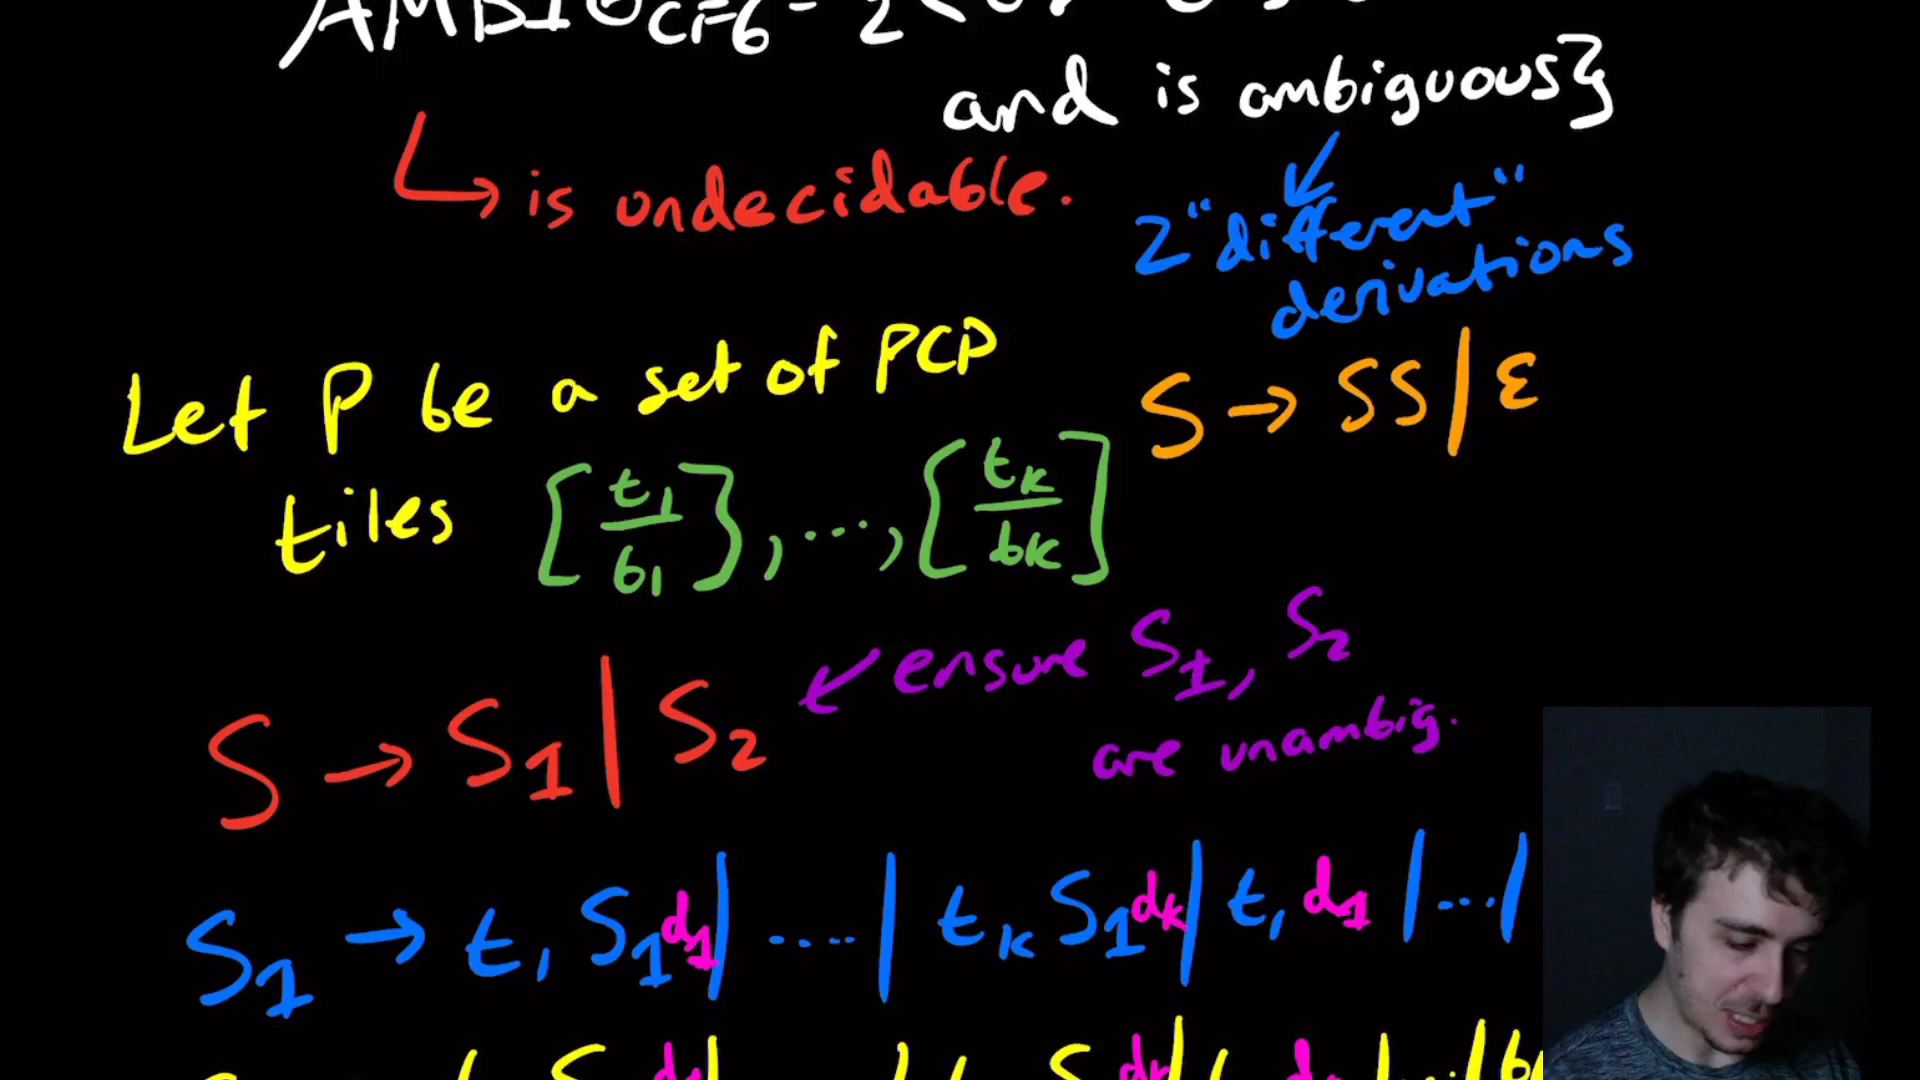 AMBIG_CFG = {<G>
and is ambiguous}
↳ is undecidable.
2 "different"
derivations
Let P be a set of PCP
S → SS | ε
tiles [t₁/b₁], ..., [tₖ/bₖ]
S → S₁ | S₂ ← ensure S₁, S₂
are unambig.
S₁ → t₁ S₁ d₁ | .... | tₖ S₁ dₖ | t₁ d₁ | ... |